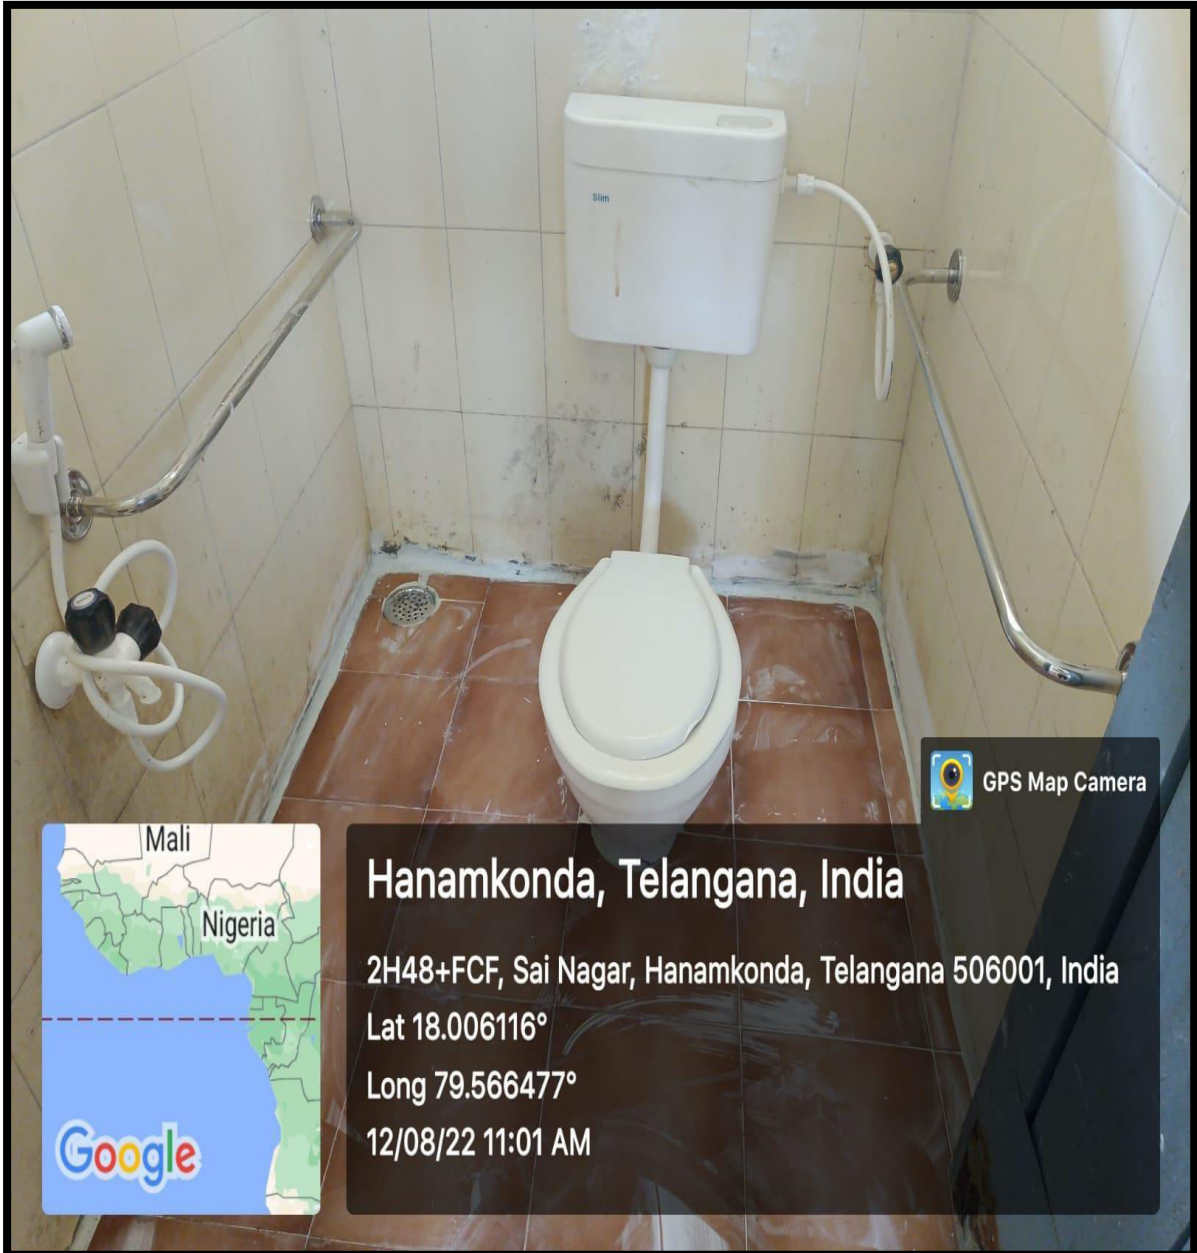 Slim
GPS Map Camera
Mali
Nigeria
Google
Hanamkonda, Telangana, India
2H48+FCF, Sai Nagar, Hanamkonda, Telangana 506001, India
Lat 18.006116°
Long 79.566477°
12/08/22 11:01 AM